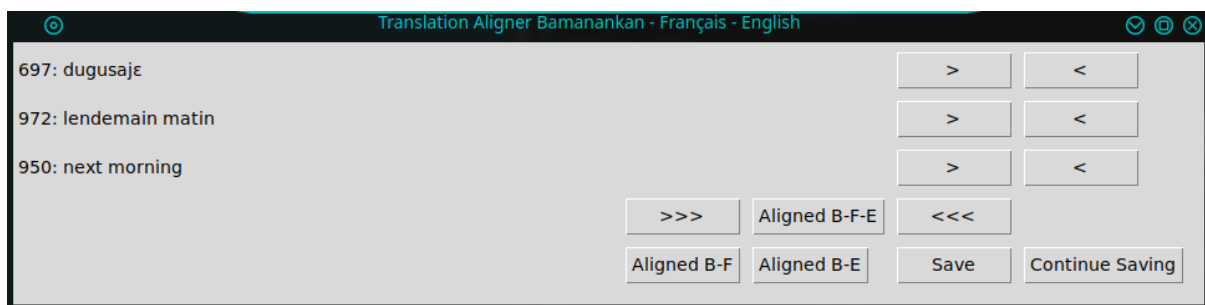 Translation Aligner Bamanankan - Français - English
697: dugusajɛ > <
972: lendemain matin > <
950: next morning > <
>>> Aligned B-F-E <<<
Aligned B-F Aligned B-E Save Continue Saving